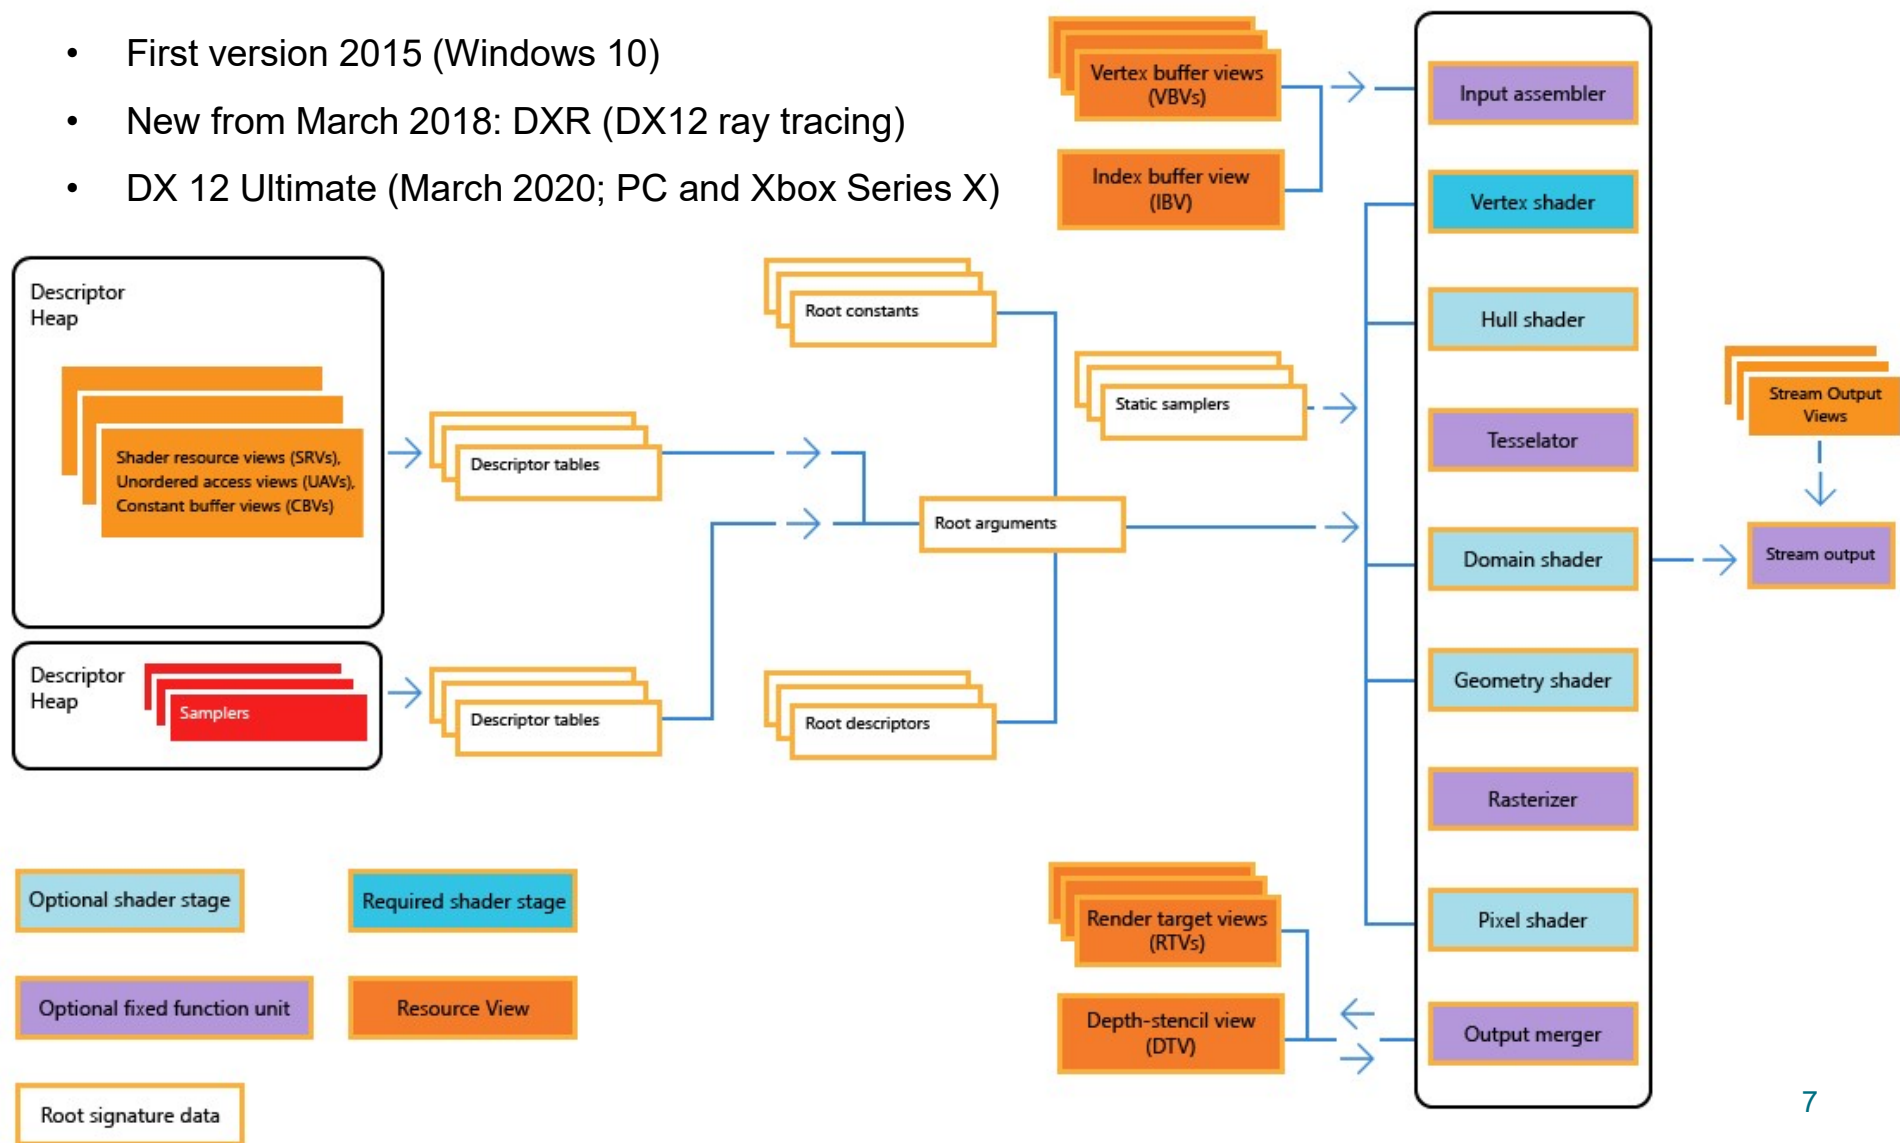 • First version 2015 (Windows 10)
• New from March 2018: DXR (DX12 ray tracing)
• DX 12 Ultimate (March 2020; PC and Xbox Series X)
Descriptor
Heap
Shader resource views (SRVs),
Unordered access views (UAVs),
Constant buffer views (CBVs)
Descriptor
Heap
Samplers
Descriptor tables
Descriptor tables
Root constants
Root arguments
Root descriptors
Static samplers
Vertex buffer views
(VBVs)
Index buffer view
(IBV)
Render target views
(RTVs)
Depth-stencil view
(DTV)
Input assembler
Vertex shader
Hull shader
Tesselator
Domain shader
Geometry shader
Rasterizer
Pixel shader
Output merger
Stream Output
Views
Stream output
Optional shader stage
Required shader stage
Optional fixed function unit
Resource View
Root signature data
7